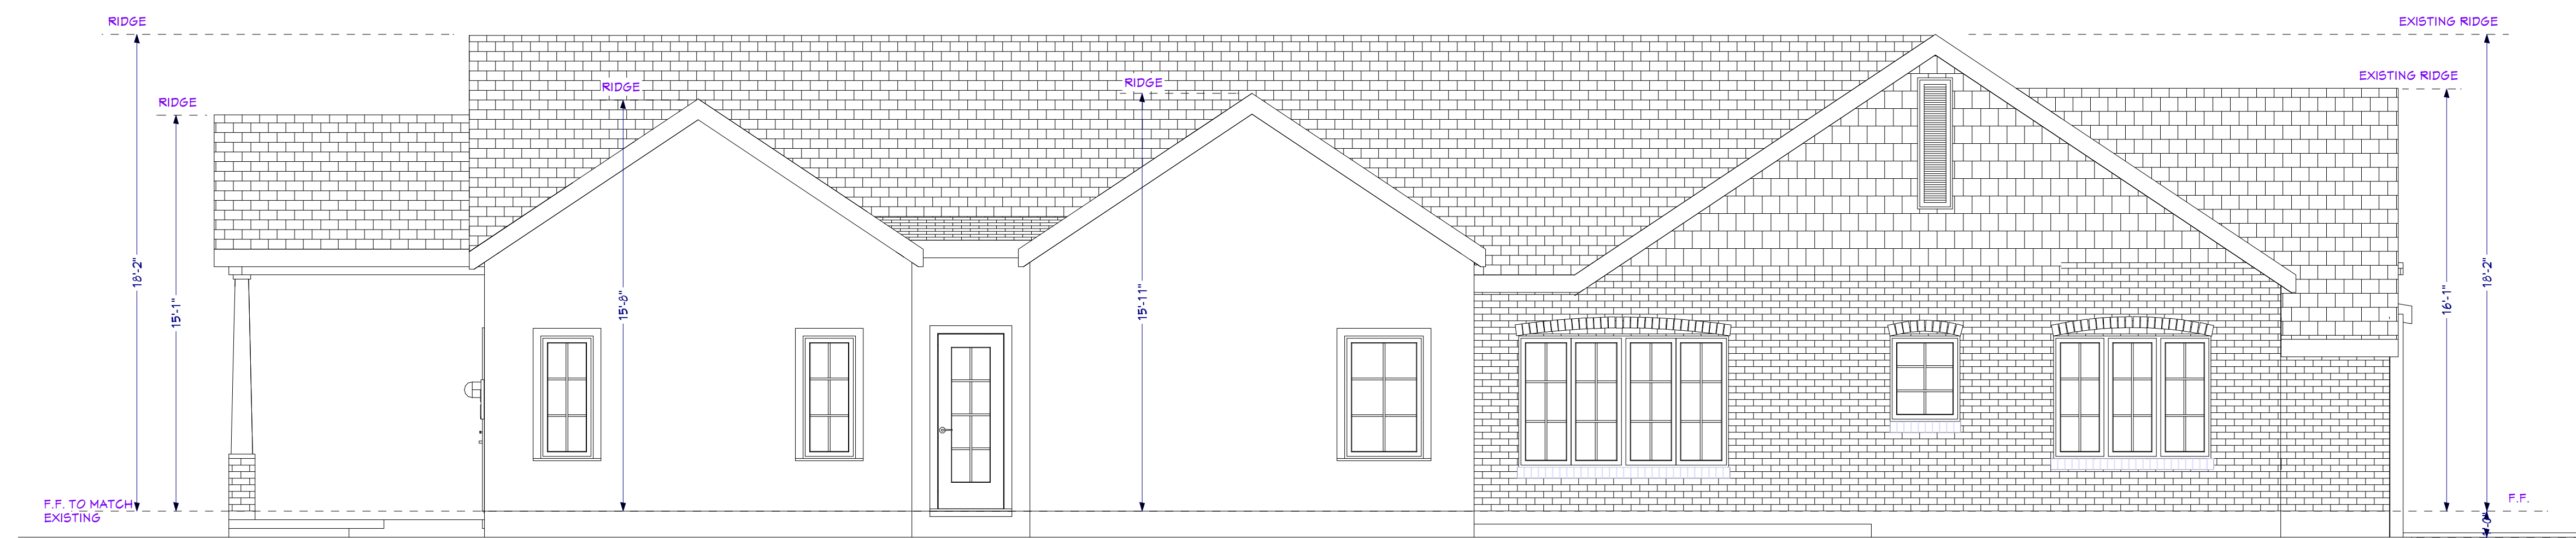 RIDGE
EXISTING RIDGE
RIDGE
RIDGE
RIDGE
EXISTING RIDGE
18'-2"
15'-1"
15'-8"
15'-11"
16'-1"
18'-2"
F.F. TO MATCH
EXISTING
F.F.